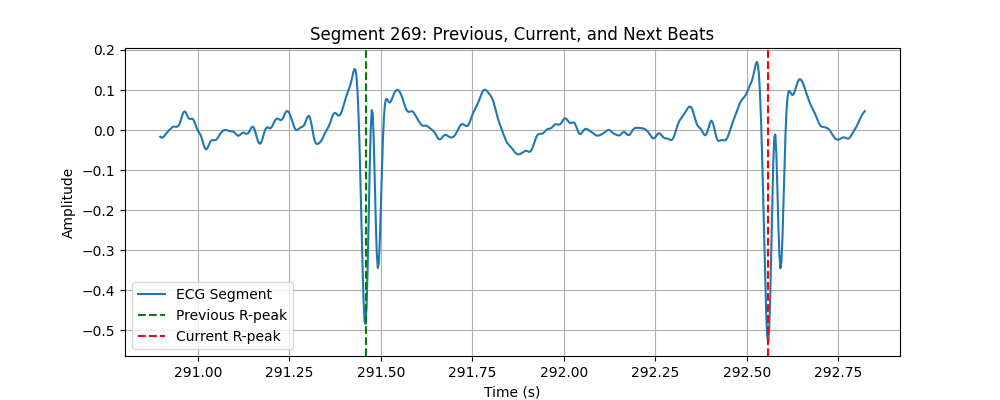 Segment 269: Previous, Current, and Next Beats
0.2
0.1
0.0
−0.1
−0.2
−0.3
−0.4
−0.5
Amplitude
ECG Segment
Previous R-peak
Current R-peak
291.00 291.25 291.50 291.75 292.00 292.25 292.50 292.75
Time (s)